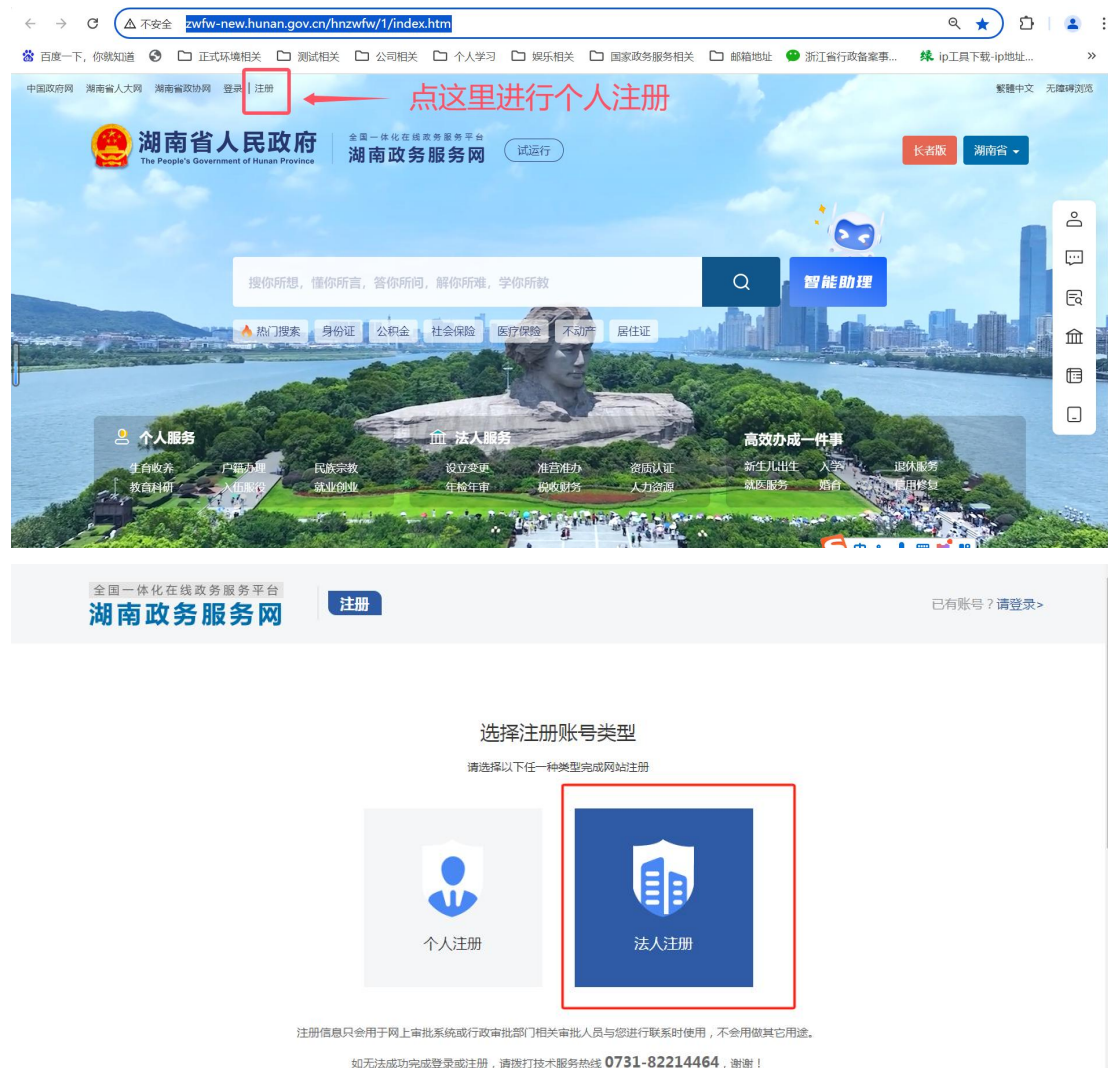 不安全 zwfw-new.hunan.gov.cn/hnzwfw/1/index.htm
百度一下，你就知道 正式环境相关 测试相关 公司相关 个人学习 娱乐相关 国家政务服务相关 邮箱地址 浙江省行政备案事... ip工具下载-ip地址... »
中国政府网 湖南省人大网 湖南省政协网 登录 | 注册 繁體中文 无障碍浏览
点这里进行个人注册
湖南省人民政府
The People's Government of Hunan Province
全国一体化在线政务服务平台
湖南政务服务网
试运行
长者版 湖南省
搜你所想，懂你所言，答你所问，解你所难，学你所教
智能助理
热门搜索 身份证 公积金 社会保险 医疗保险 不动产 居住证
个人服务 法人服务 高效办成一件事
生育收养 户籍办理 民族宗教 设立变更 准营准办 资质认证 新生儿出生 入学 退休服务
教育科研 入伍服役 就业创业 年检年审 税收财务 人力资源 就医服务 婚育 信用修复
全国一体化在线政务服务平台
湖南政务服务网
注册
已有账号？请登录>
选择注册账号类型
请选择以下任一种类型完成网站注册
个人注册 法人注册
注册信息只会用于网上审批系统或行政审批部门相关审批人员与您进行联系时使用，不会用做其它用途。
如无法成功完成登录或注册，请拨打技术服务热线 0731-82214464，谢谢！